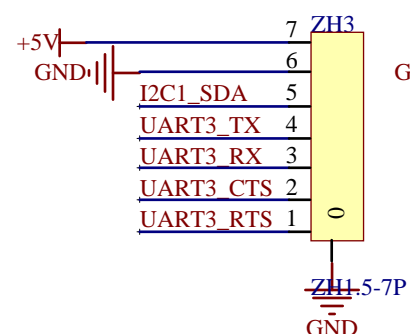 ZH3
+5V 7
GND 6
G
I2C1_SDA 5
UART3_TX 4
UART3_RX 3
UART3_CTS 2
UART3_RTS 1
0
ZH1.5-7P
GND